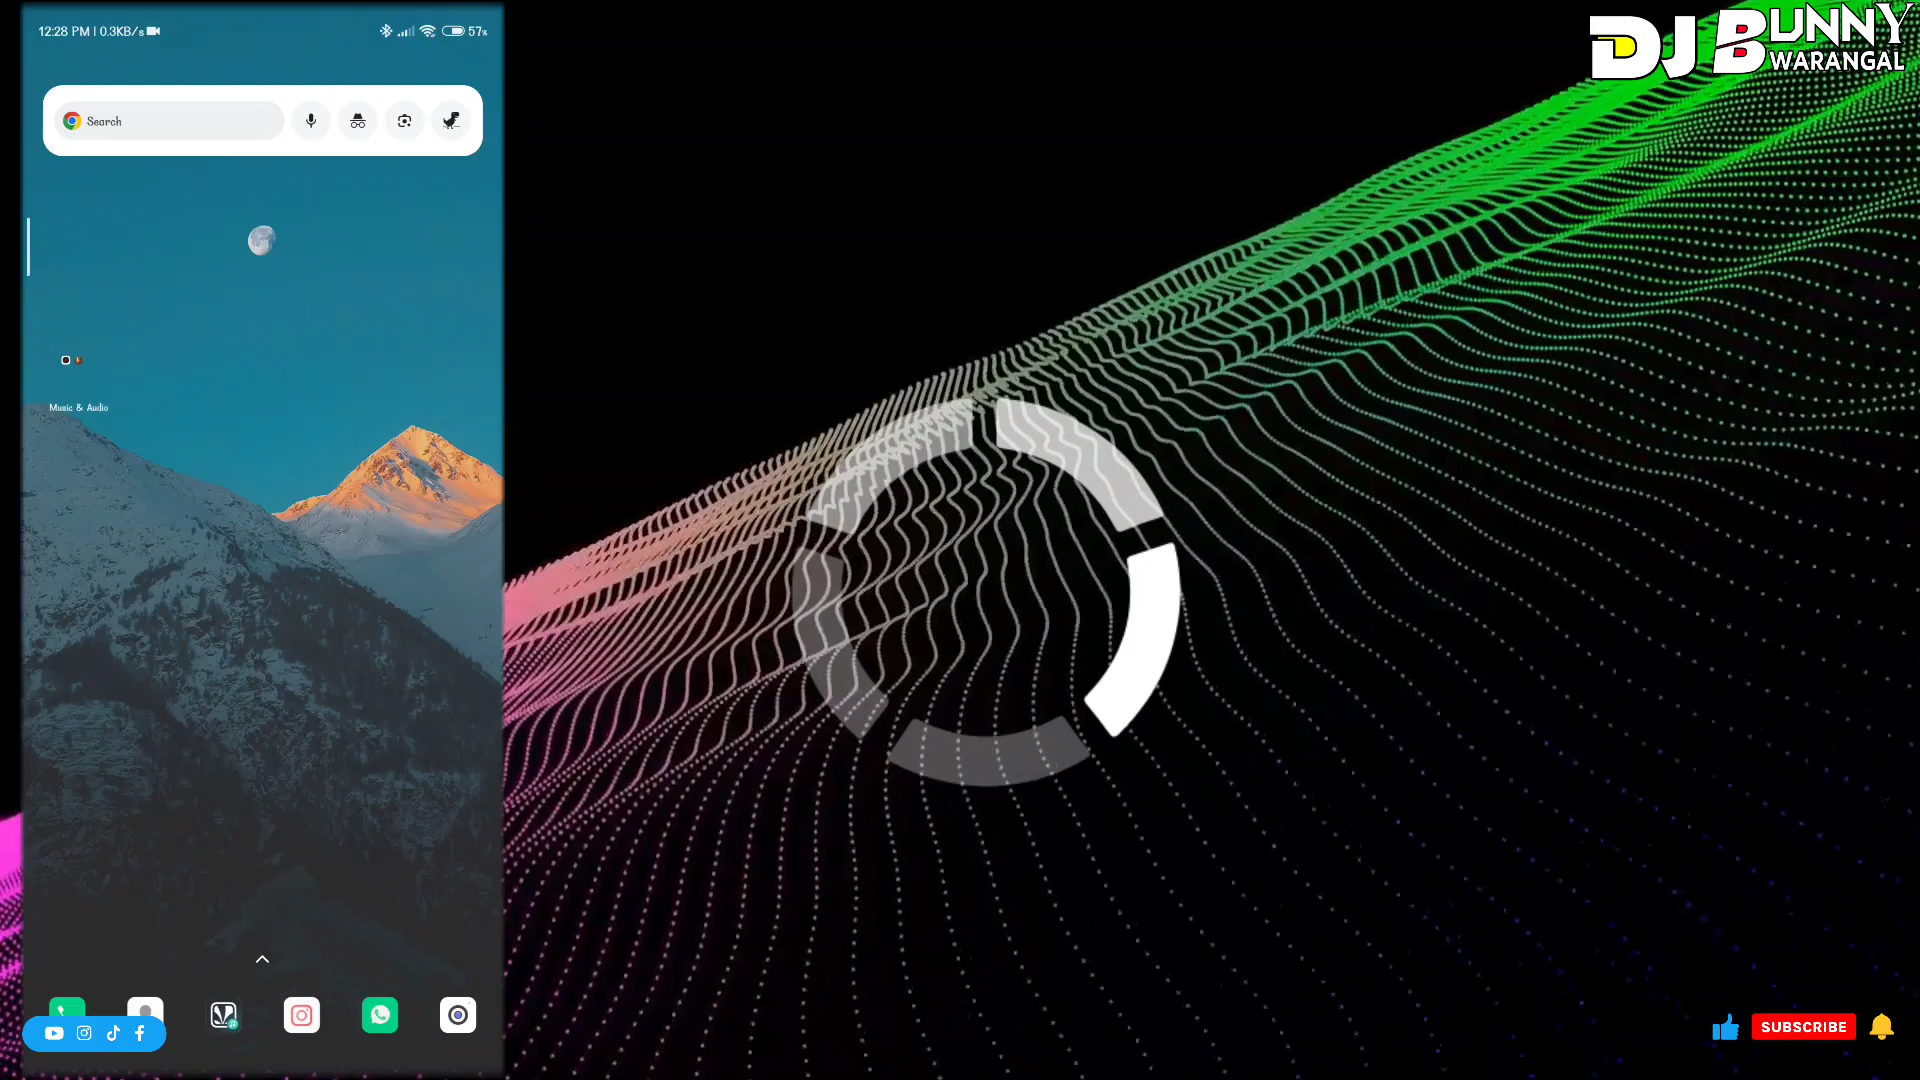 12:28 PM | 0.3KB/s
57%
Search
Music & Audio
DJ BUNNY
WARANGAL
SUBSCRIBE